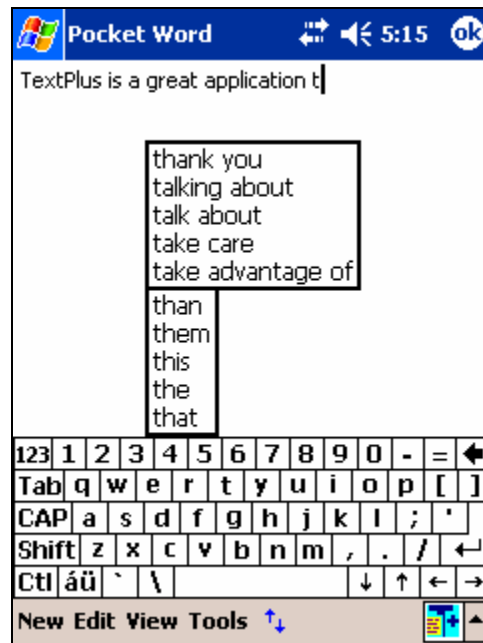 Pocket Word 5:15 ok
TextPlus is a great application t
thank you
talking about
talk about
take care
take advantage of
than
them
this
the
that
123 1 2 3 4 5 6 7 8 9 0 - =
Tab q w e r t y u i o p [ ]
CAP a s d f g h j k l ; '
Shift z x c v b n m , . /
Ctl áü ` \
New Edit View Tools